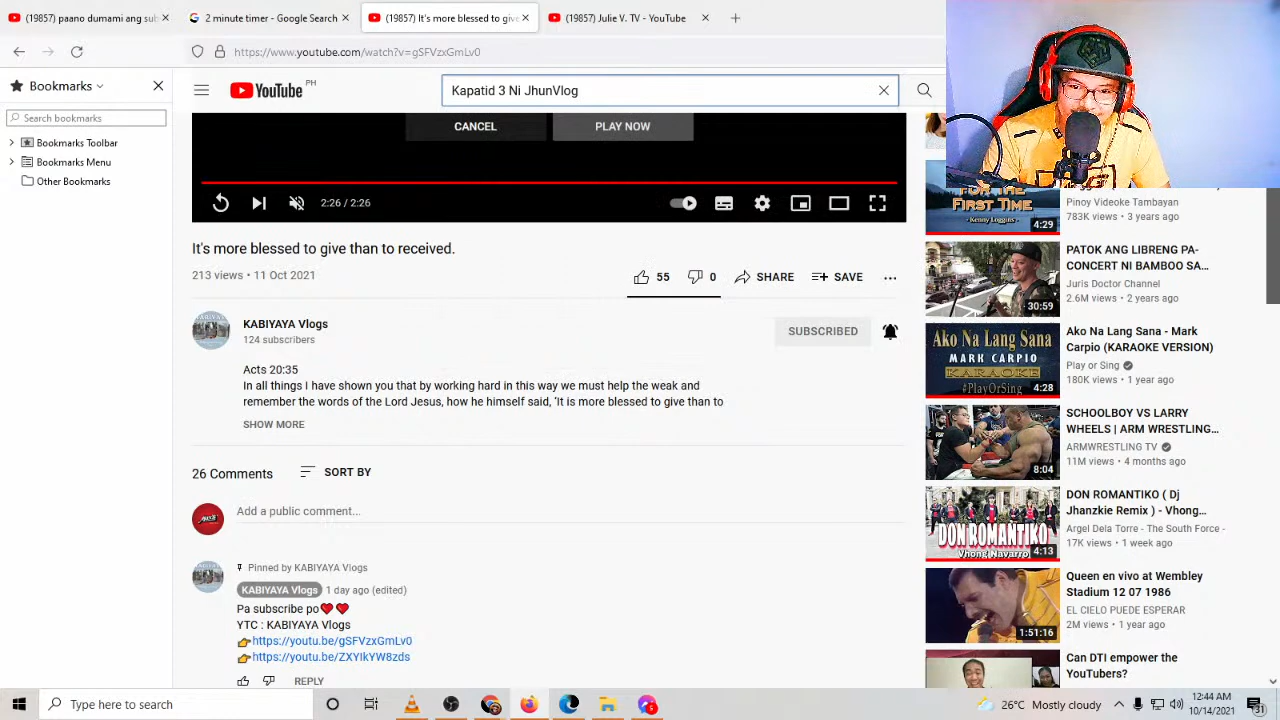 (19857) paano dumami ang sub
2 minute timer - Google Search
(19857) It's more blessed to give
(19857) Julie V. TV - YouTube
https://www.youtube.com/watch?v=gSFVzxGmLv0
Bookmarks
Search bookmarks
Bookmarks Toolbar
Bookmarks Menu
Other Bookmarks
YouTube PH
Kapatid 3 Ni JhunVlog
CANCEL
PLAY NOW
2:26 / 2:26
It's more blessed to give than to received.
213 views • 11 Oct 2021
55
0
SHARE
SAVE
KABIYAYA Vlogs
124 subscribers
SUBSCRIBED
Acts 20:35
In all things I have shown you that by working hard in this way we must help the weak and
remember the words of the Lord Jesus, how he himself said, 'It is more blessed to give than to
SHOW MORE
26 Comments
SORT BY
Add a public comment...
Pinned by KABIYAYA Vlogs
KABIYAYA Vlogs 1 day ago (edited)
Pa subscribe po❤️❤️
YTC : KABIYAYA Vlogs
👉https://youtu.be/gSFVzxGmLv0
👉https://youtu.be/ZXYIkYW8zds
REPLY
FOR THE
FIRST TIME
- Kenny Loggins -
4:29
Pinoy Videoke Tambayan
783K views • 3 years ago
30:59
PATOK ANG LIBRENG PA-
CONCERT NI BAMBOO SA...
Juris Doctor Channel
2.6M views • 2 years ago
Ako Na Lang Sana
MARK CARPIO
KARAOKE
#PlayOrSing
4:28
Ako Na Lang Sana - Mark
Carpio (KARAOKE VERSION)
Play or Sing
180K views • 1 year ago
8:04
SCHOOLBOY VS LARRY
WHEELS | ARM WRESTLING...
ARMWRESTLING TV
11M views • 4 months ago
DON ROMANTIKO
Vhong Navarro
4:13
DON ROMANTIKO ( Dj
Jhanzkie Remix ) - Vhong...
Argel Dela Torre - The South Force -
17K views • 1 week ago
1:51:16
Queen en vivo at Wembley
Stadium 12 07 1986
EL CIELO PUEDE ESPERAR
2M views • 1 year ago
Can DTI empower the
YouTubers?
Type here to search
26°C Mostly cloudy
12:44 AM
10/14/2021
31